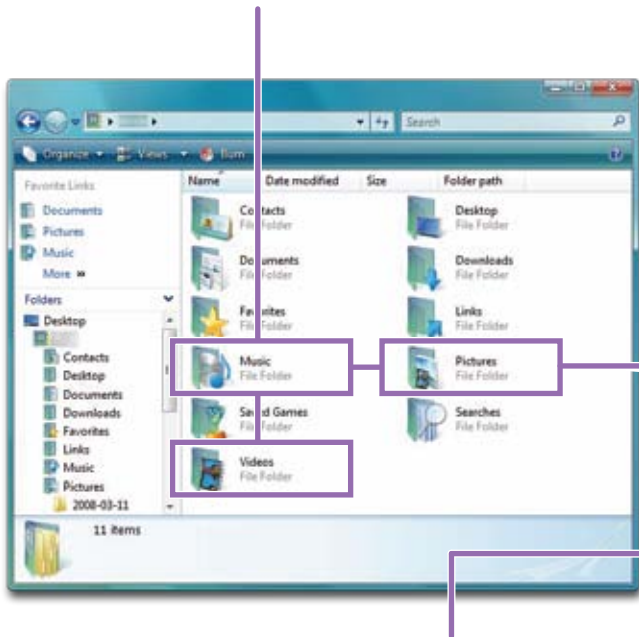 Search
Organize Views Burn
Favorite Links
Documents
Pictures
Music
More »
Folders
Desktop
Contacts
Desktop
Documents
Downloads
Favorites
Links
Music
Pictures
2008-03-11
Name Date modified Size Folder path
Contacts
File Folder
Desktop
File Folder
Documents
File Folder
Downloads
File Folder
Favorites
File Folder
Links
File Folder
Music
File Folder
Pictures
File Folder
Saved Games
File Folder
Searches
File Folder
Videos
File Folder
11 items